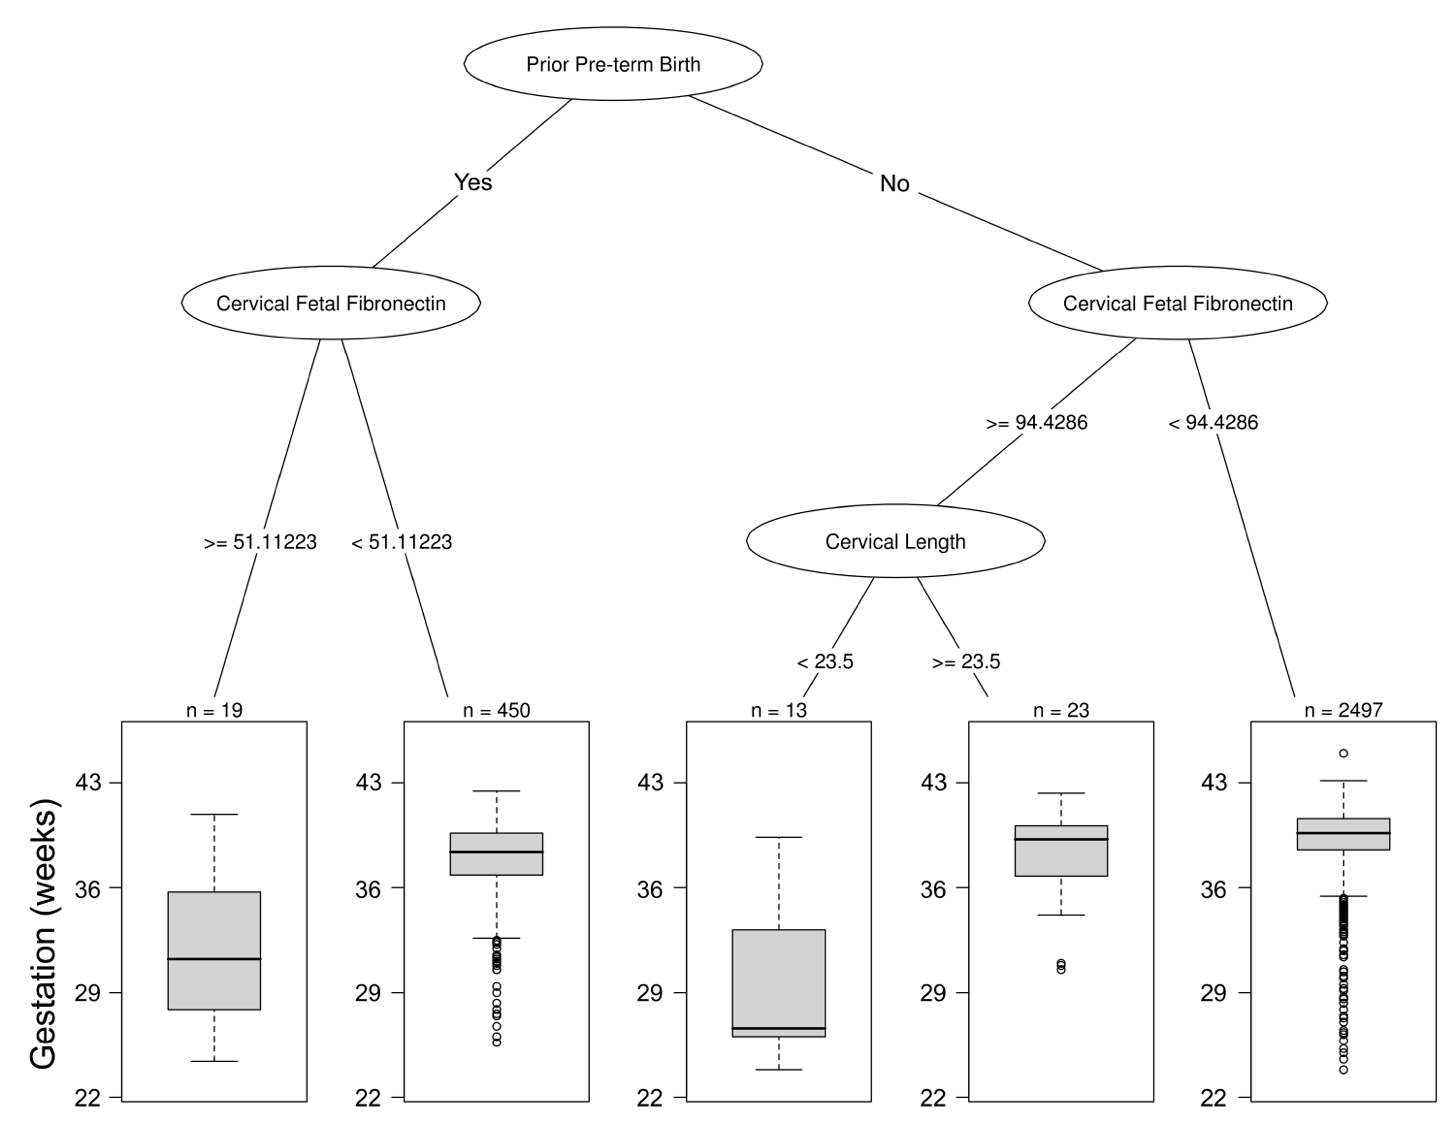 Prior Pre-term Birth
Yes
No
Cervical Fetal Fibronectin
Cervical Fetal Fibronectin
>= 94.4286
< 94.4286
>= 51.11223
< 51.11223
Cervical Length
< 23.5
>= 23.5
n = 19
n = 450
n = 13
n = 23
n = 2497
Gestation (weeks)
43
36
29
22
43
36
29
22
43
36
29
22
43
36
29
22
43
36
29
22